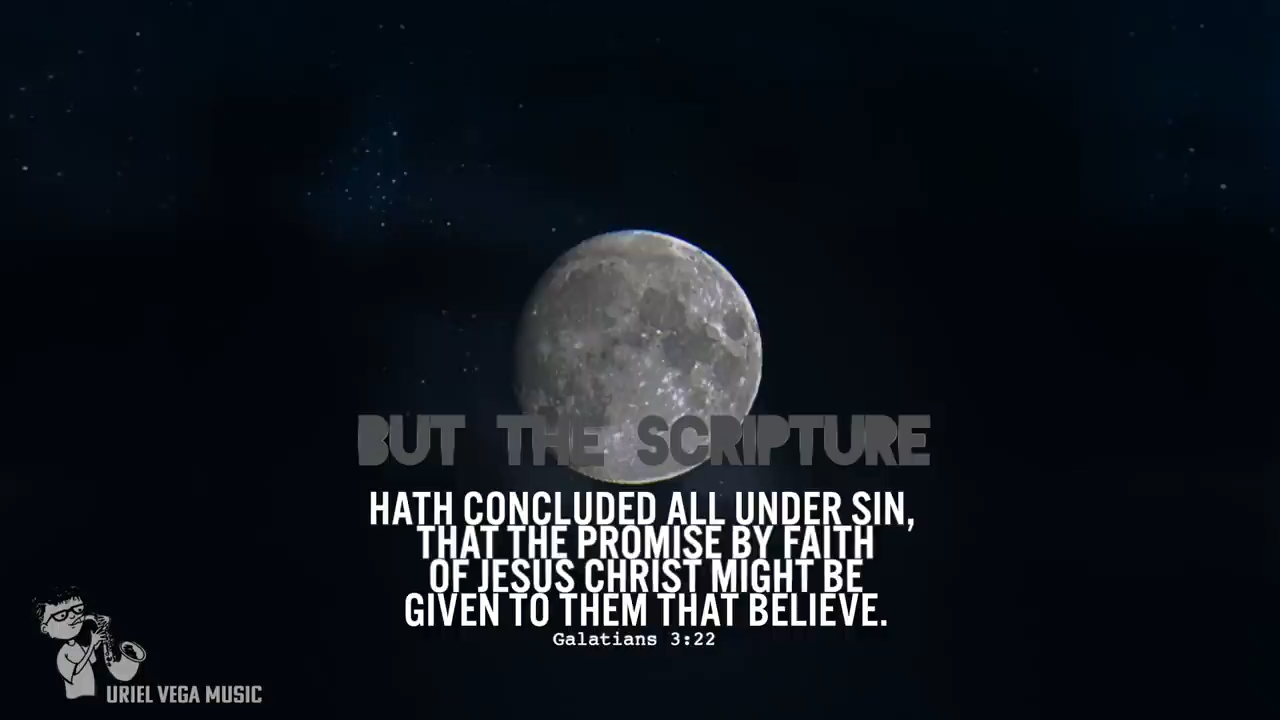 BUT THE SCRIPTURE
HATH CONCLUDED ALL UNDER SIN,
THAT THE PROMISE BY FAITH
OF JESUS CHRIST MIGHT BE
GIVEN TO THEM THAT BELIEVE.
Galatians 3:22
URIEL VEGA MUSIC